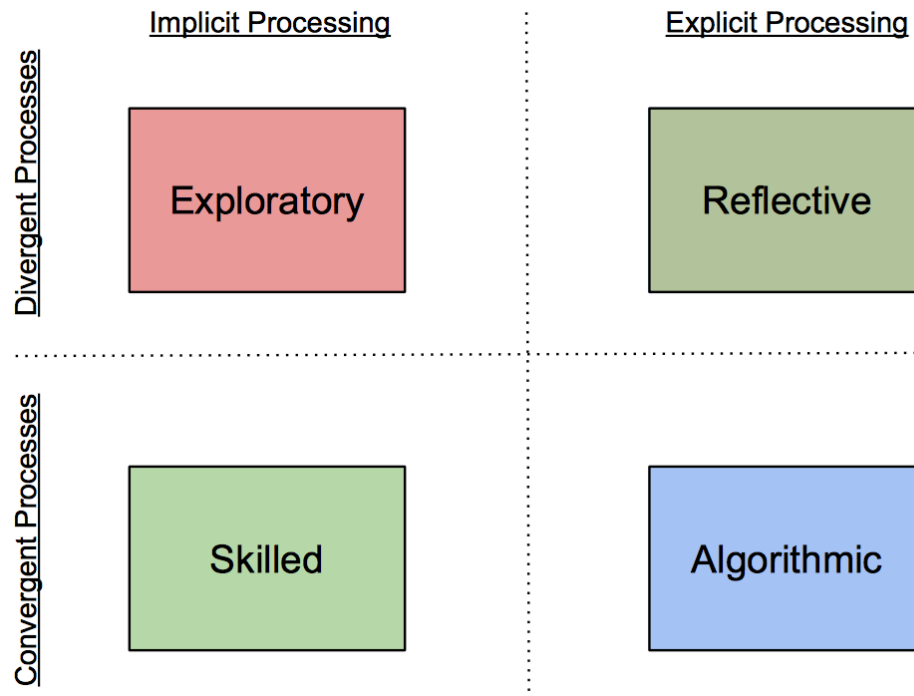 Implicit Processing
Explicit Processing
Divergent Processes
Exploratory
Reflective
Convergent Processes
Skilled
Algorithmic